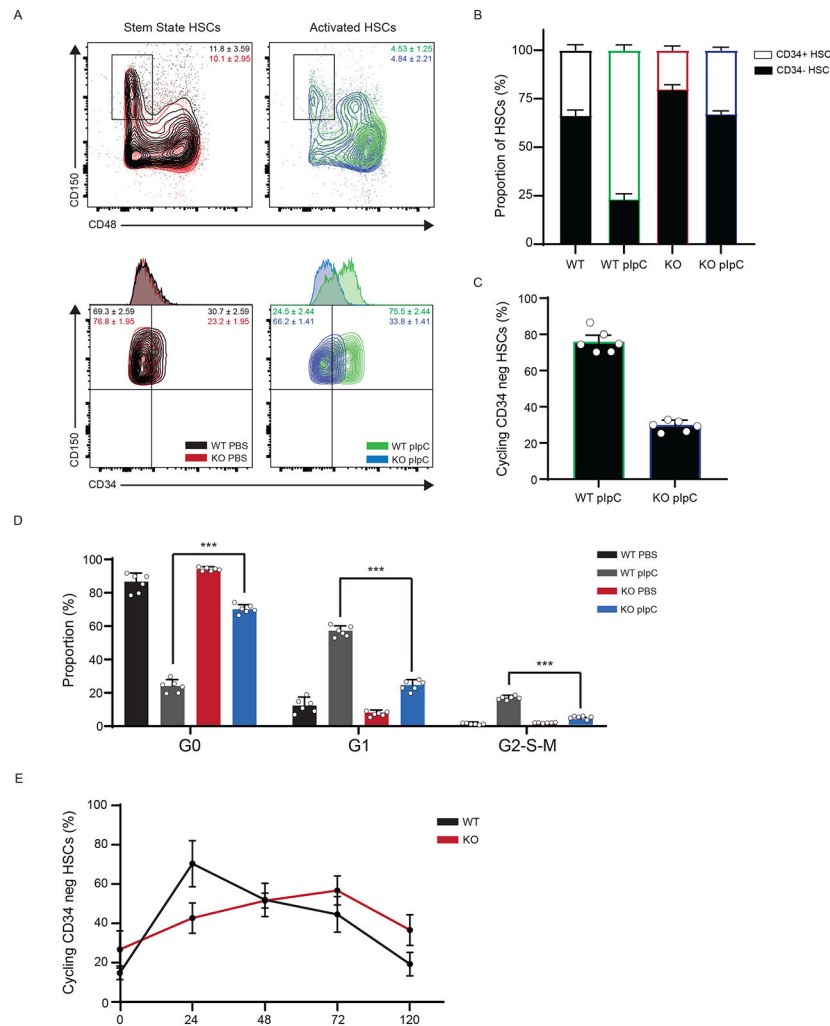 A
Stem State HSCs
Activated HSCs
11.8 ± 3.59
10.1 ± 2.95
4.53 ± 1.25
4.84 ± 2.21
CD150
CD48
69.3 ± 2.59
76.8 ± 1.95
30.7 ± 2.59
23.2 ± 1.95
24.5 ± 2.44
66.2 ± 1.41
75.5 ± 2.44
33.8 ± 1.41
WT PBS
KO PBS
WT pIpC
KO pIpC
CD150
CD34
B
Proportion of HSCs (%)
100
75
50
25
0
WT
WT pIpC
KO
KO pIpC
CD34+ HSC
CD34- HSC
C
Cycling CD34 neg HSCs (%)
100
80
60
40
20
0
WT pIpC
KO pIpC
D
Proportion (%)
100
80
60
40
20
0
***
***
***
G0
G1
G2-S-M
WT PBS
WT pIpC
KO PBS
KO pIpC
E
Cycling CD34 neg HSCs (%)
100
80
60
40
20
0
0
24
48
72
120
WT
KO